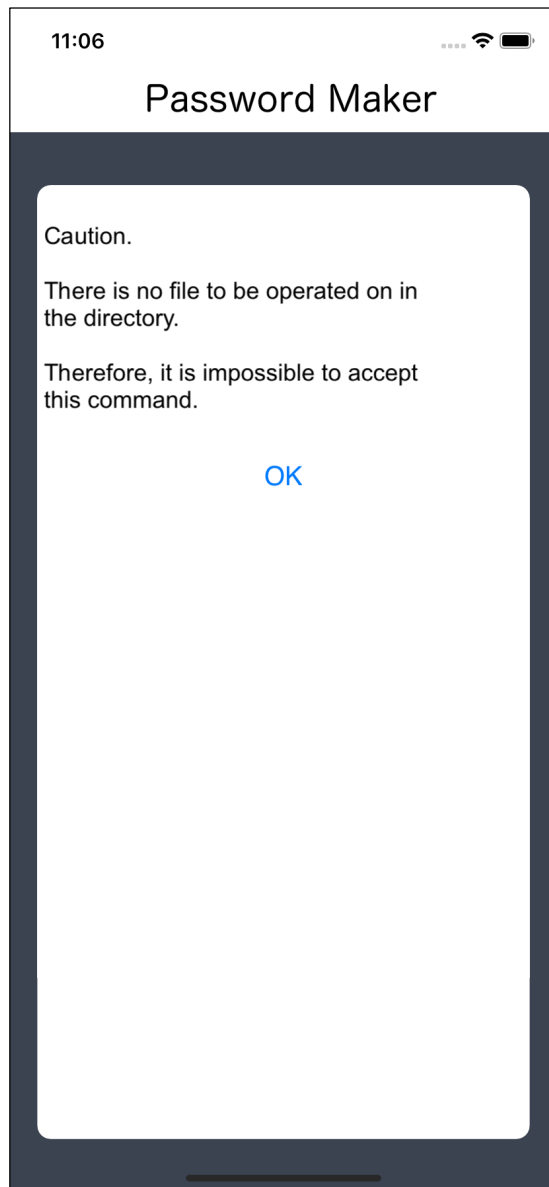 11:06
Password Maker
Caution.
There is no file to be operated on in
the directory.
Therefore, it is impossible to accept
this command.
OK